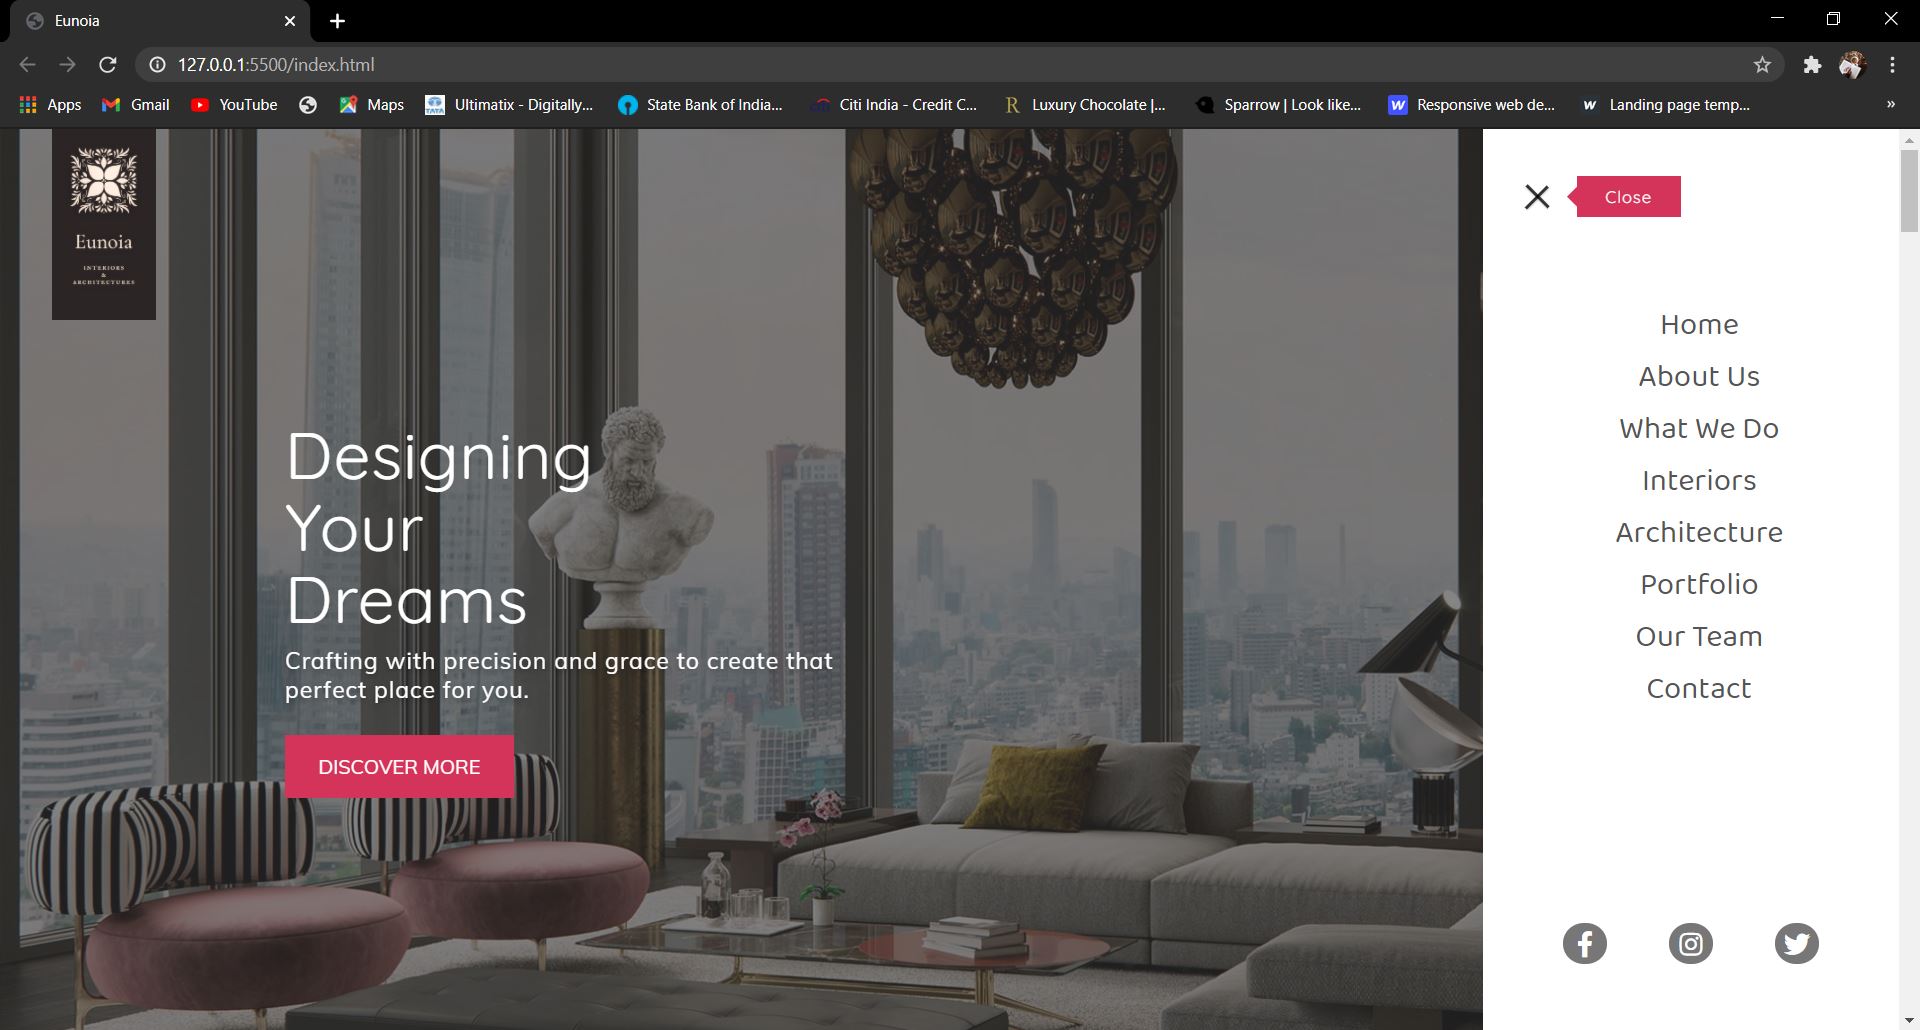 Eunoia
127.0.0.1:5500/index.html
Apps
Gmail
YouTube
Maps
TATA
Ultimatix - Digitally...
State Bank of India...
citi
Citi India - Credit C...
R
Luxury Chocolate |...
Sparrow | Look like...
W
Responsive web de...
W
Landing page temp...
»
Eunoia
INTERIORS
&
ARCHITECTURES
Designing
Your
Dreams
Crafting with precision and grace to create that
perfect place for you.
DISCOVER MORE
Close
Home
About Us
What We Do
Interiors
Architecture
Portfolio
Our Team
Contact